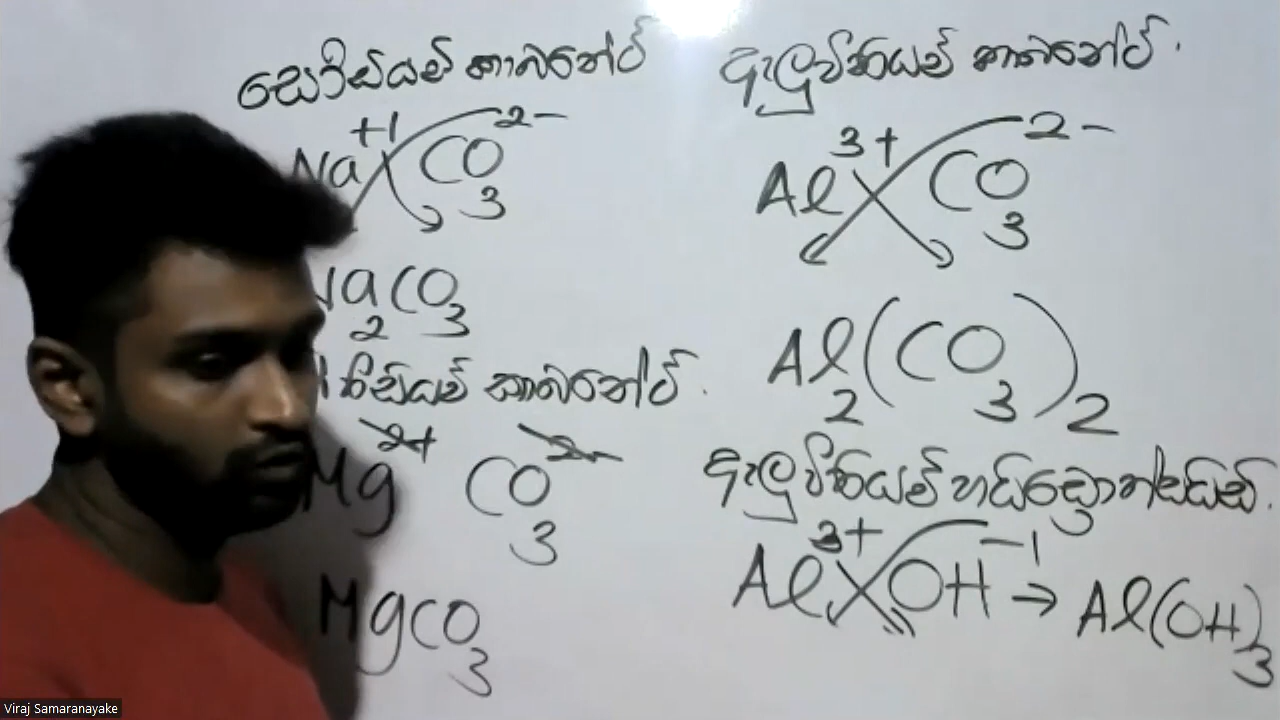 සෝඩියම් කාබනේට්
Na +1 CO3 2-
Na2CO3
නීසියම් කාබනේට්.
Mg 2+ CO3 2-
MgCO3
ඇලුමිනියම් කාබනේට්.
Al 3+ CO3 2-
Al2(CO3)2
ඇලුමිනියම් හයිඩ්‍රොක්සයිඩ්.
Al 3+ OH -1 → Al(OH)3
Viraj Samaranayake